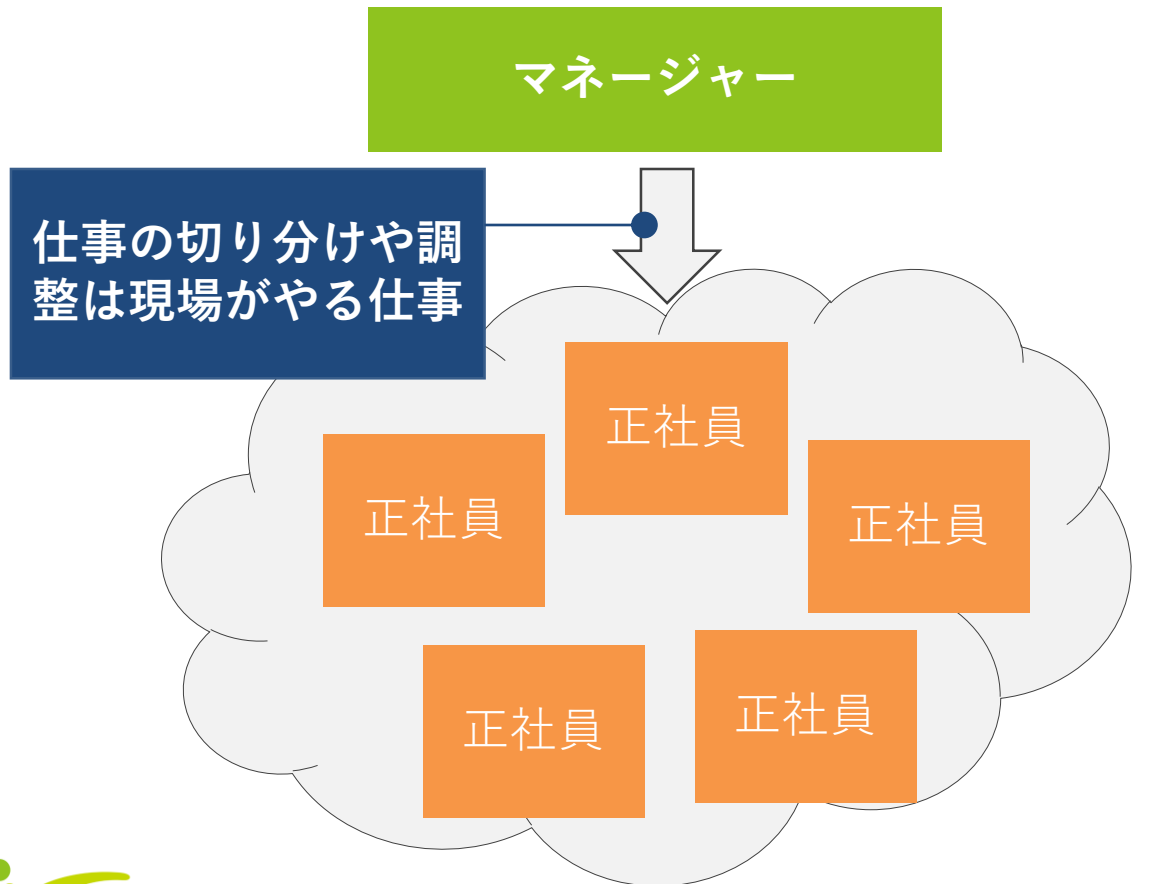 マネージャー
仕事の切り分けや調
整は現場がやる仕事
正社員
正社員
正社員
正社員
正社員